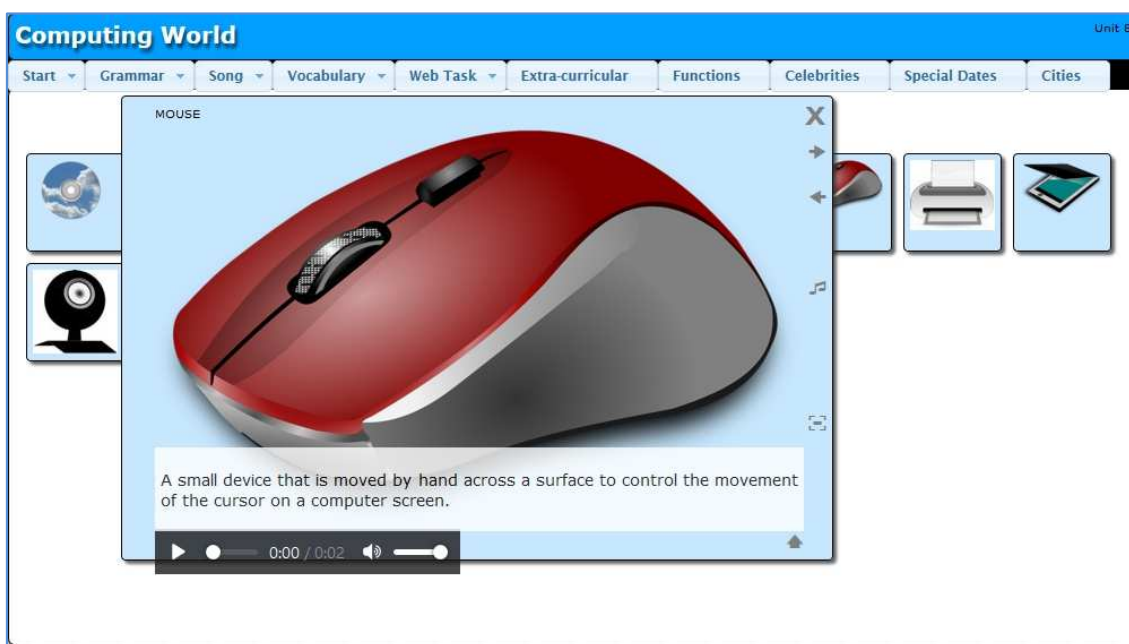 Computing World
Unit 8
Start Grammar Song Vocabulary Web Task Extra-curricular Functions Celebrities Special Dates Cities
MOUSE
X
A small device that is moved by hand across a surface to control the movement
of the cursor on a computer screen.
0:00 / 0:02